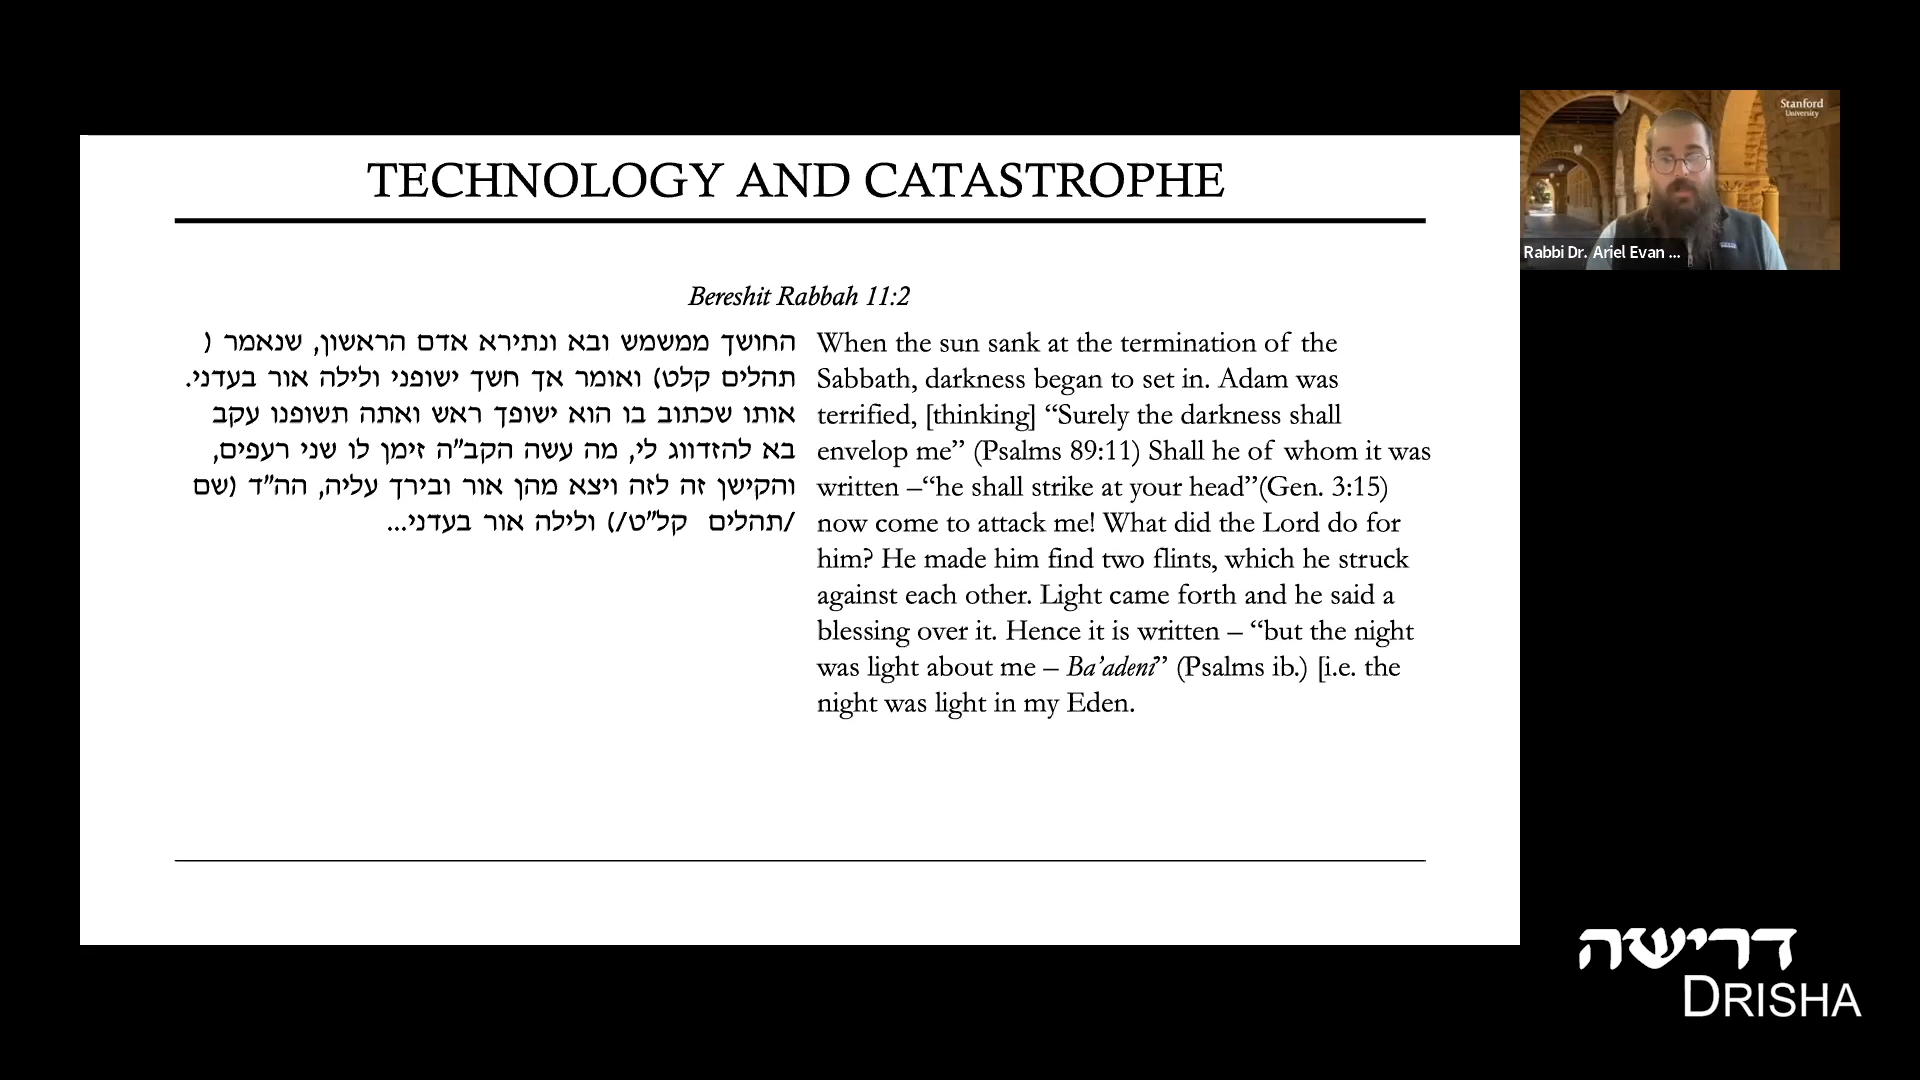 TECHNOLOGY AND CATASTROPHE
Bereshit Rabbah 11:2
החושך ממשמש ובא ונתירא אדם הראשון, שנאמר (
תהלים קלט) ואומר אך חשך ישופני ולילה אור בעדני.
אותו שכתוב בו הוא ישופך ראש ואתה תשופנו עקב
בא להזדווג לי, מה עשה הקב"ה זימן לו שני רעפים,
והקישן זה לזה ויצא מהן אור ובירך עליה, הה"ד (שם
/תהלים קל"ט/) ולילה אור בעדני...
When the sun sank at the termination of the
Sabbath, darkness began to set in. Adam was
terrified, [thinking] “Surely the darkness shall
envelop me” (Psalms 89:11) Shall he of whom it was
written –“he shall strike at your head”(Gen. 3:15)
now come to attack me! What did the Lord do for
him? He made him find two flints, which he struck
against each other. Light came forth and he said a
blessing over it. Hence it is written – “but the night
was light about me – Ba’adeni” (Psalms ib.) [i.e. the
night was light in my Eden.
Stanford
University
Rabbi Dr. Ariel Evan ...
דרישה
DRISHA